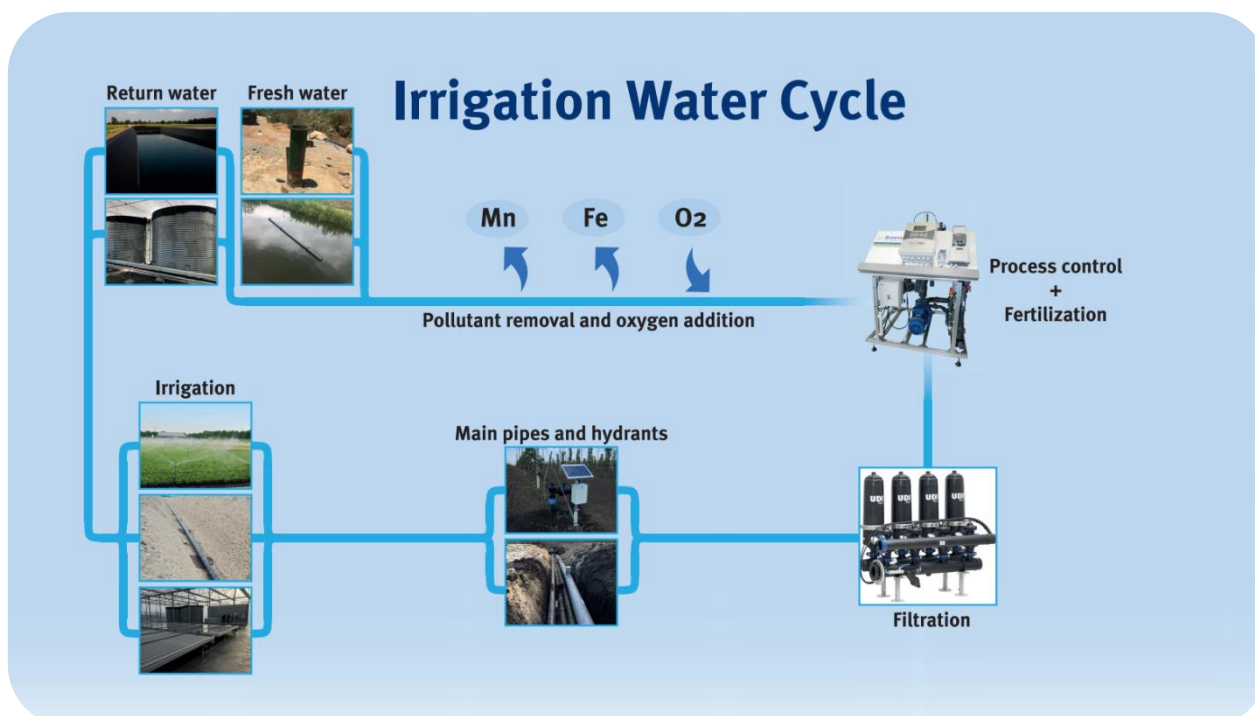 Irrigation Water Cycle
Return water
Fresh water
Mn
Fe
O2
Pollutant removal and oxygen addition
Process control
+
Fertilization
Irrigation
Main pipes and hydrants
UDI
UDI
UDI
Filtration